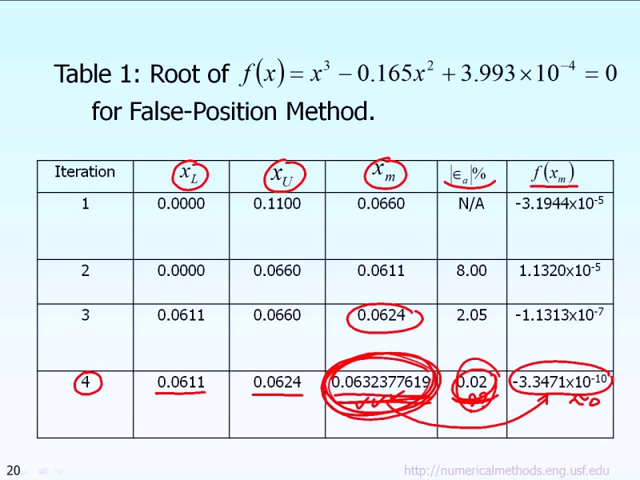 Table 1: Root of f(x) = x³ − 0.165x² + 3.993×10⁻⁴ = 0
for False-Position Method.
Iteration x_L x_U x_m |∈a|% f(x_m)
1 0.0000 0.1100 0.0660 N/A -3.1944x10⁻⁵
2 0.0000 0.0660 0.0611 8.00 1.1320x10⁻⁵
3 0.0611 0.0660 0.0624 2.05 -1.1313x10⁻⁷
4 0.0611 0.0624 0.0632377619 0.02 -3.3471x10⁻¹⁰
≈0
20 http://numericalmethods.eng.usf.edu